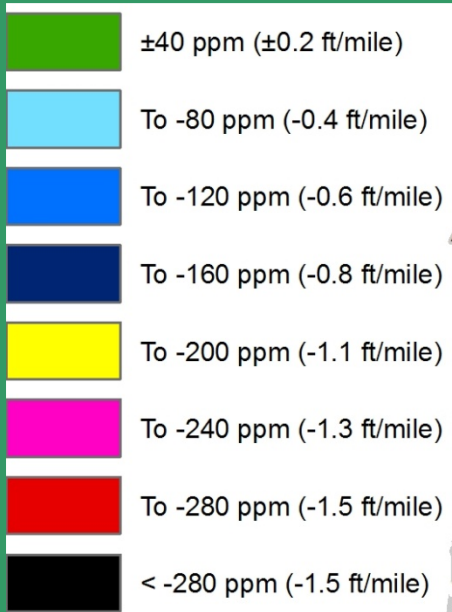 ±40 ppm (±0.2 ft/mile)
To -80 ppm (-0.4 ft/mile)
To -120 ppm (-0.6 ft/mile)
To -160 ppm (-0.8 ft/mile)
To -200 ppm (-1.1 ft/mile)
To -240 ppm (-1.3 ft/mile)
To -280 ppm (-1.5 ft/mile)
< -280 ppm (-1.5 ft/mile)